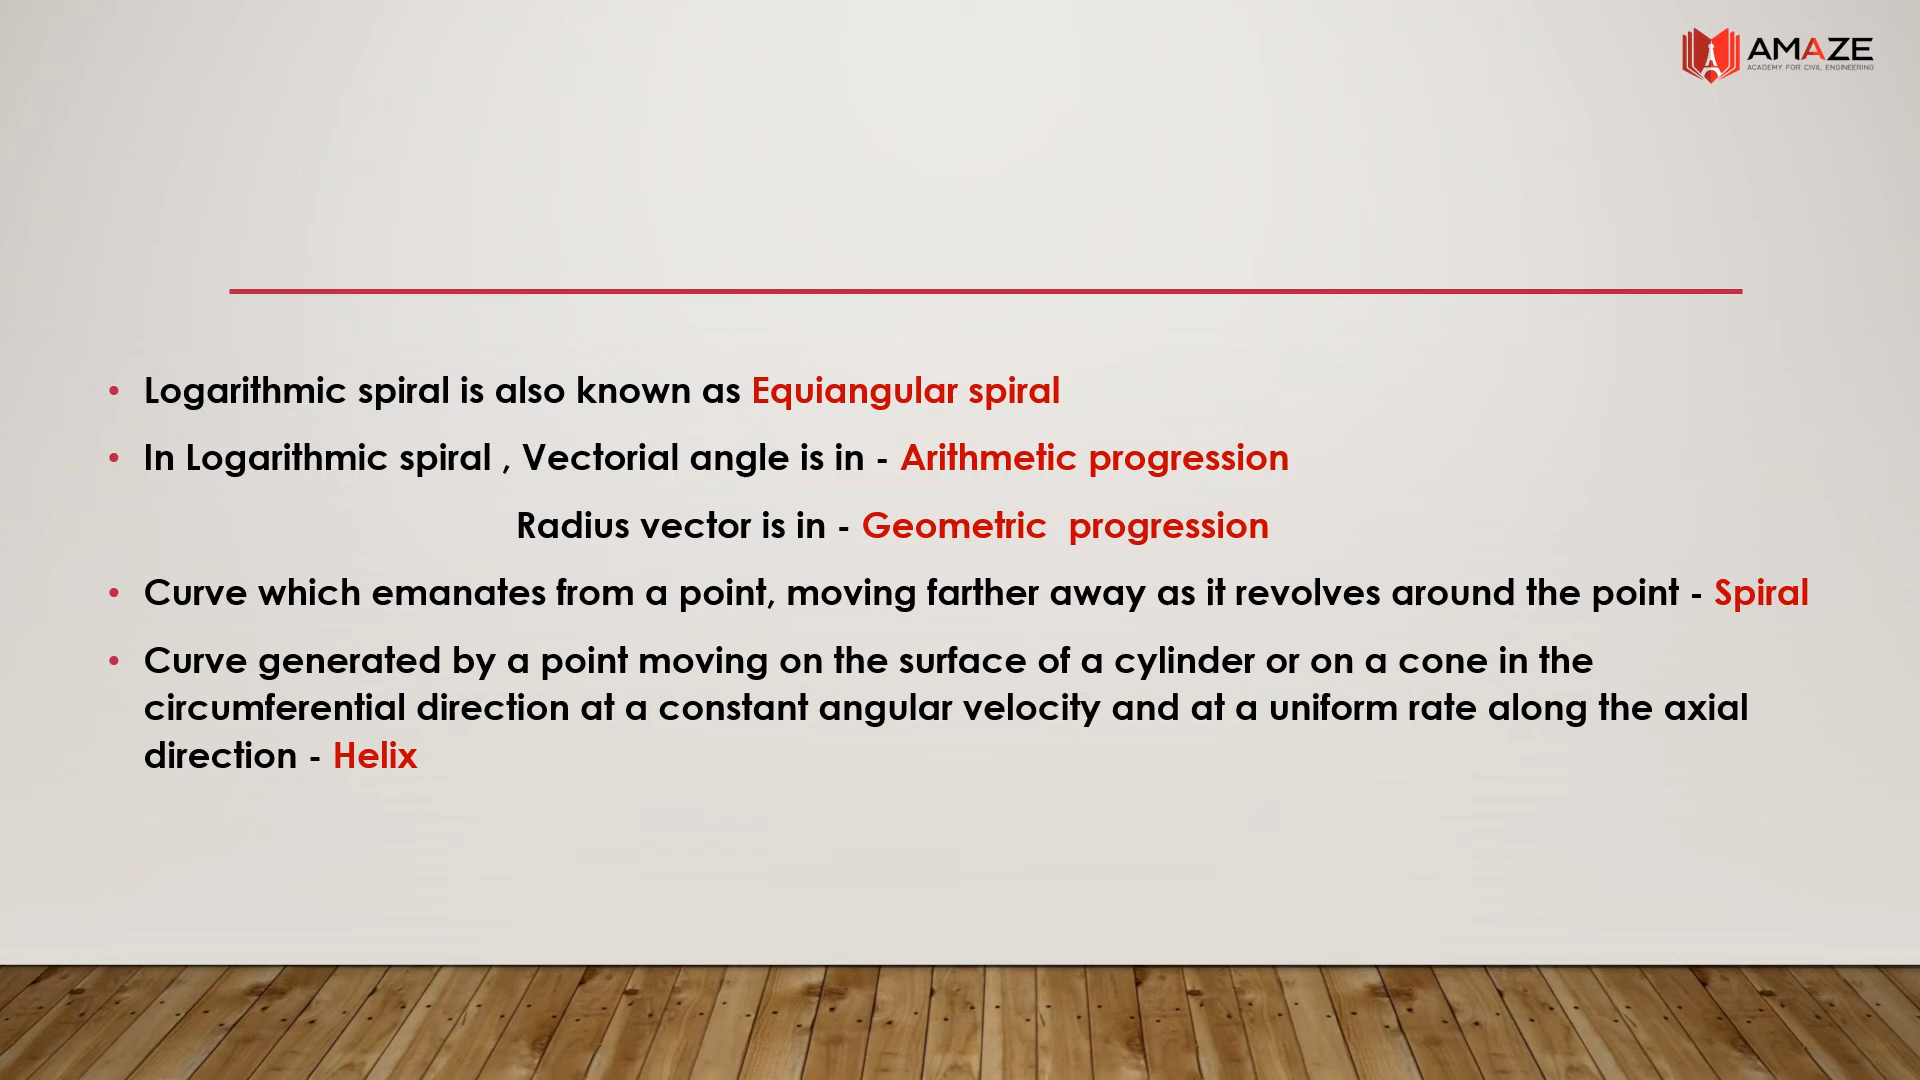 AMAZE
ACADEMY FOR CIVIL ENGINEERING
• Logarithmic spiral is also known as Equiangular spiral
• In Logarithmic spiral , Vectorial angle is in - Arithmetic progression
Radius vector is in - Geometric  progression
• Curve which emanates from a point, moving farther away as it revolves around the point - Spiral
• Curve generated by a point moving on the surface of a cylinder or on a cone in the
circumferential direction at a constant angular velocity and at a uniform rate along the axial
direction - Helix